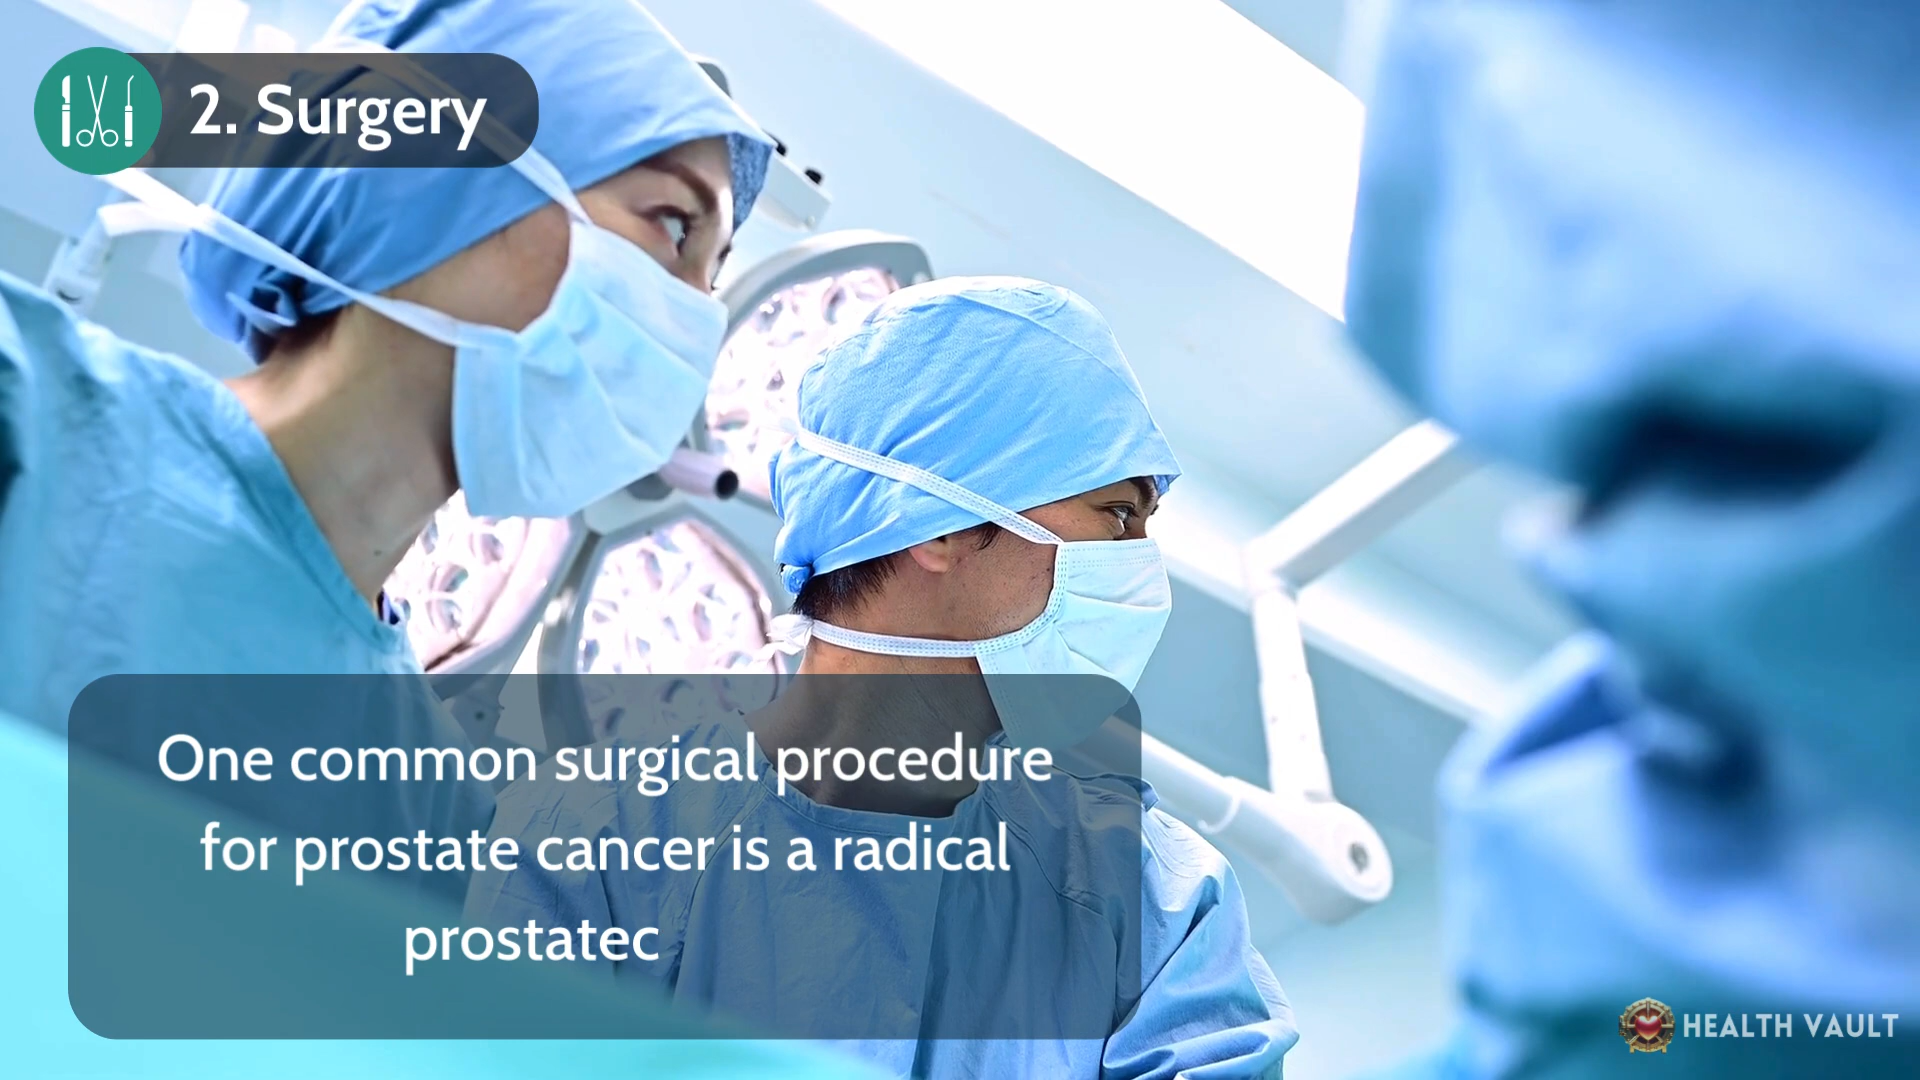 2. Surgery
One common surgical procedure
for prostate cancer is a radical
prostatec
HEALTH VAULT